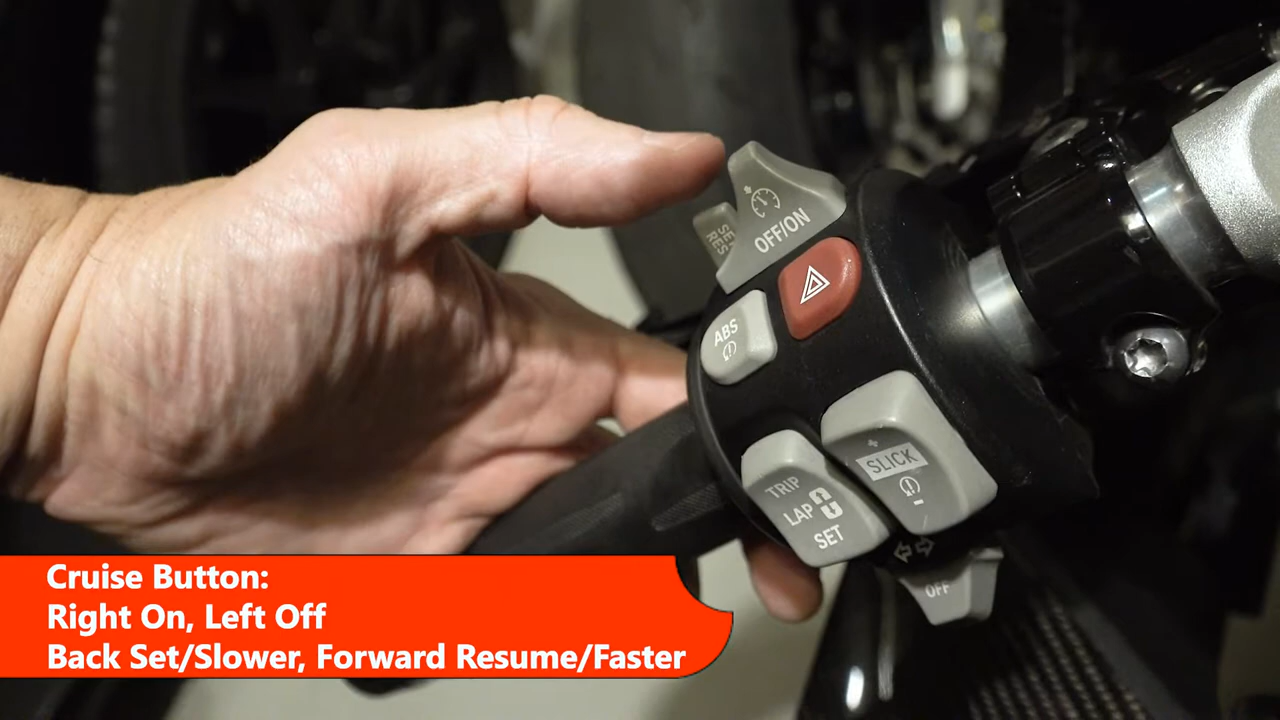 OFF/ON
RES
ABS
+
SLICK
-
TRIP
LAP
SET
OFF
Cruise Button:
Right On, Left Off
Back Set/Slower, Forward Resume/Faster